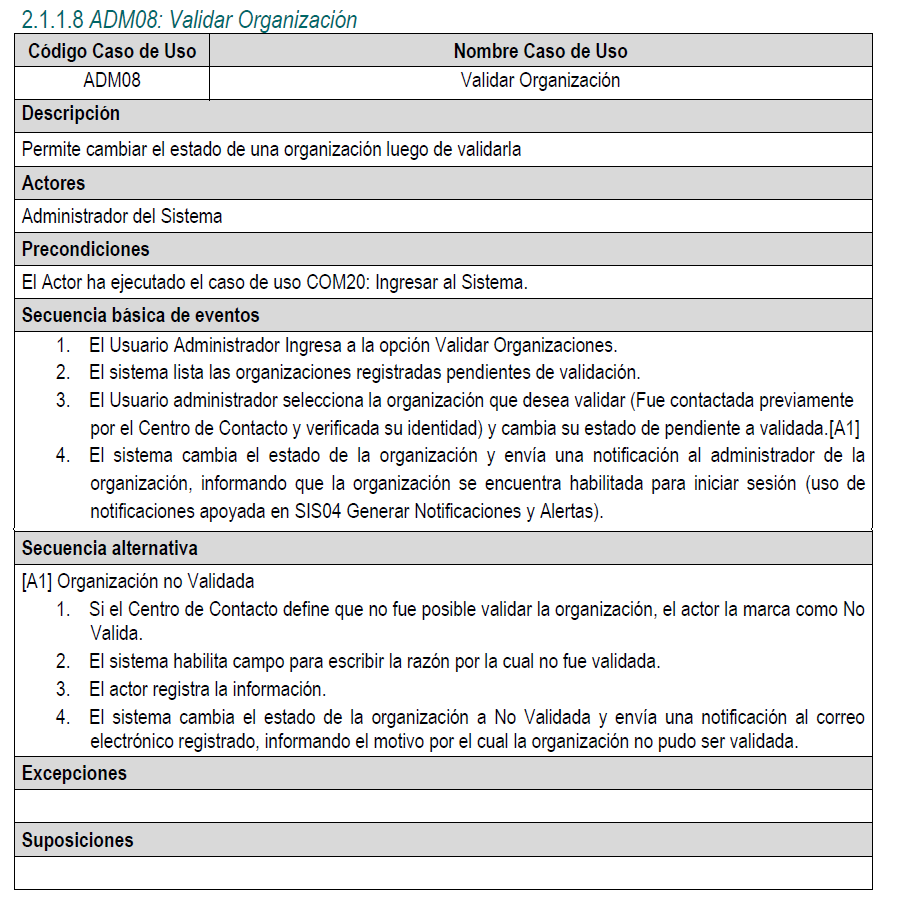 2.1.1.8 ADM08: Validar Organización
Código Caso de Uso
Nombre Caso de Uso
ADM08
Validar Organización
Descripción
Permite cambiar el estado de una organización luego de validarla
Actores
Administrador del Sistema
Precondiciones
El Actor ha ejecutado el caso de uso COM20: Ingresar al Sistema.
Secuencia básica de eventos
1. El Usuario Administrador Ingresa a la opción Validar Organizaciones.
2. El sistema lista las organizaciones registradas pendientes de validación.
3. El Usuario administrador selecciona la organización que desea validar (Fue contactada previamente
por el Centro de Contacto y verificada su identidad) y cambia su estado de pendiente a validada.[A1]
4. El sistema cambia el estado de la organización y envía una notificación al administrador de la
organización, informando que la organización se encuentra habilitada para iniciar sesión (uso de
notificaciones apoyada en SIS04 Generar Notificaciones y Alertas).
Secuencia alternativa
[A1] Organización no Validada
1. Si el Centro de Contacto define que no fue posible validar la organización, el actor la marca como No
Valida.
2. El sistema habilita campo para escribir la razón por la cual no fue validada.
3. El actor registra la información.
4. El sistema cambia el estado de la organización a No Validada y envía una notificación al correo
electrónico registrado, informando el motivo por el cual la organización no pudo ser validada.
Excepciones
Suposiciones